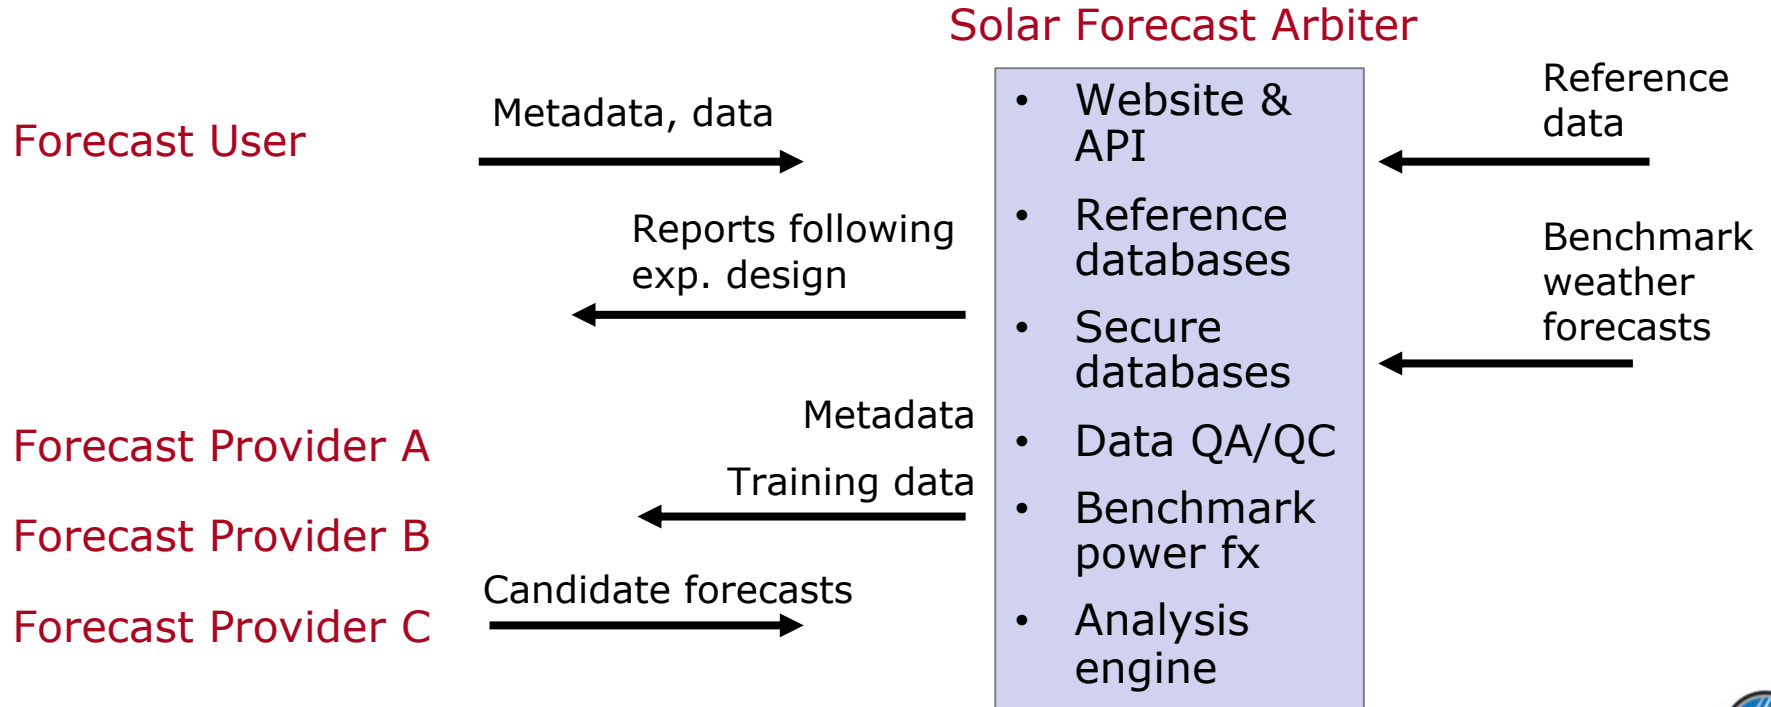 Solar Forecast Arbiter
Forecast User
Metadata, data
Reports following
exp. design
Forecast Provider A
Forecast Provider B
Forecast Provider C
Metadata
Training data
Candidate forecasts
• Website &
API
• Reference
databases
• Secure
databases
• Data QA/QC
• Benchmark
power fx
• Analysis
engine
Reference
data
Benchmark
weather
forecasts